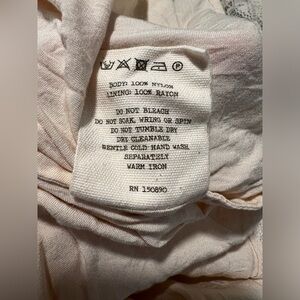 BODY: 100% NYLON
LINING: 100% RAYON
DO NOT BLEACH
DO NOT SOAK, WRING OR SPIN
DO NOT TUMBLE DRY
DRY CLEANABLE
GENTLE COLD HAND WASH
SEPARATELY
WARM IRON
RN 150890